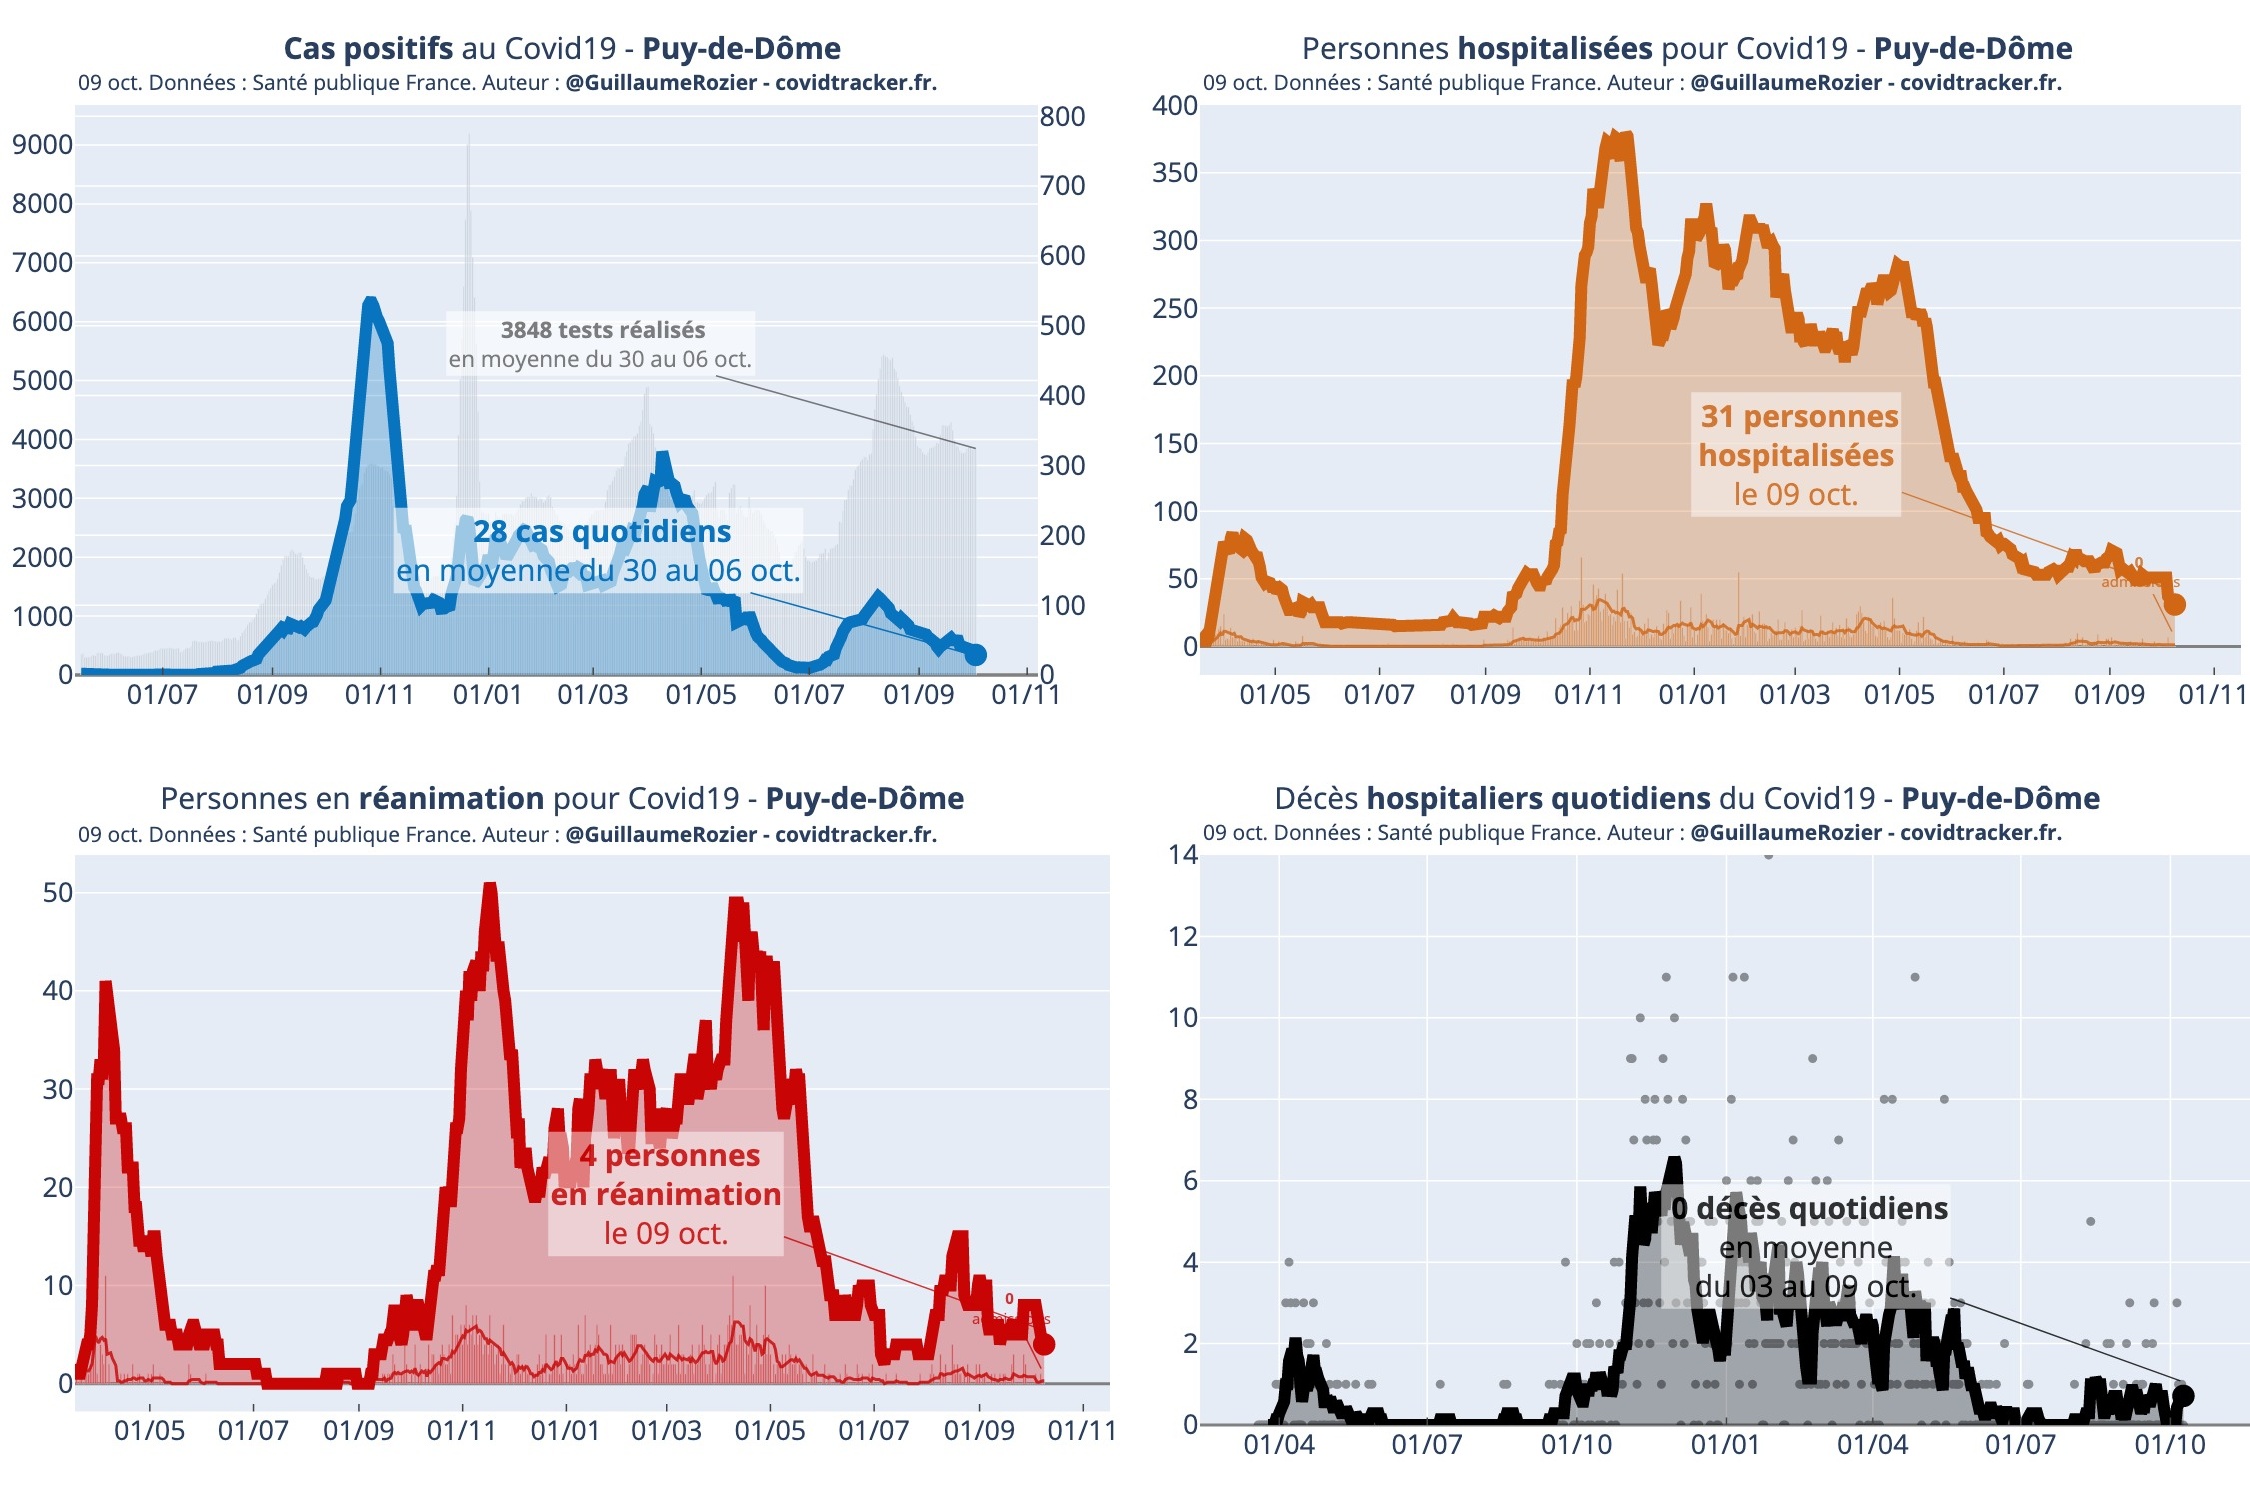 Cas positifs au Covid19 - Puy-de-Dôme
09 oct. Données : Santé publique France. Auteur : @GuillaumeRozier - covidtracker.fr.
9000
8000
7000
6000
5000
4000
3000
2000
1000
0
800
700
600
500
400
300
200
100
0
3848 tests réalisés
en moyenne du 30 au 06 oct.
28 cas quotidiens
en moyenne du 30 au 06 oct.
01/07 01/09 01/11 01/01 01/03 01/05 01/07 01/09 01/11
Personnes hospitalisées pour Covid19 - Puy-de-Dôme
09 oct. Données : Santé publique France. Auteur : @GuillaumeRozier - covidtracker.fr.
400
350
300
250
200
150
100
50
0
31 personnes
hospitalisées
le 09 oct.
0
admissions
01/05 01/07 01/09 01/11 01/01 01/03 01/05 01/07 01/09 01/11
Personnes en réanimation pour Covid19 - Puy-de-Dôme
09 oct. Données : Santé publique France. Auteur : @GuillaumeRozier - covidtracker.fr.
50
40
30
20
10
0
4 personnes
en réanimation
le 09 oct.
0
admissions
01/05 01/07 01/09 01/11 01/01 01/03 01/05 01/07 01/09 01/11
Décès hospitaliers quotidiens du Covid19 - Puy-de-Dôme
09 oct. Données : Santé publique France. Auteur : @GuillaumeRozier - covidtracker.fr.
14
12
10
8
6
4
2
0
0 décès quotidiens
en moyenne
du 03 au 09 oct.
01/04 01/07 01/10 01/01 01/04 01/07 01/10